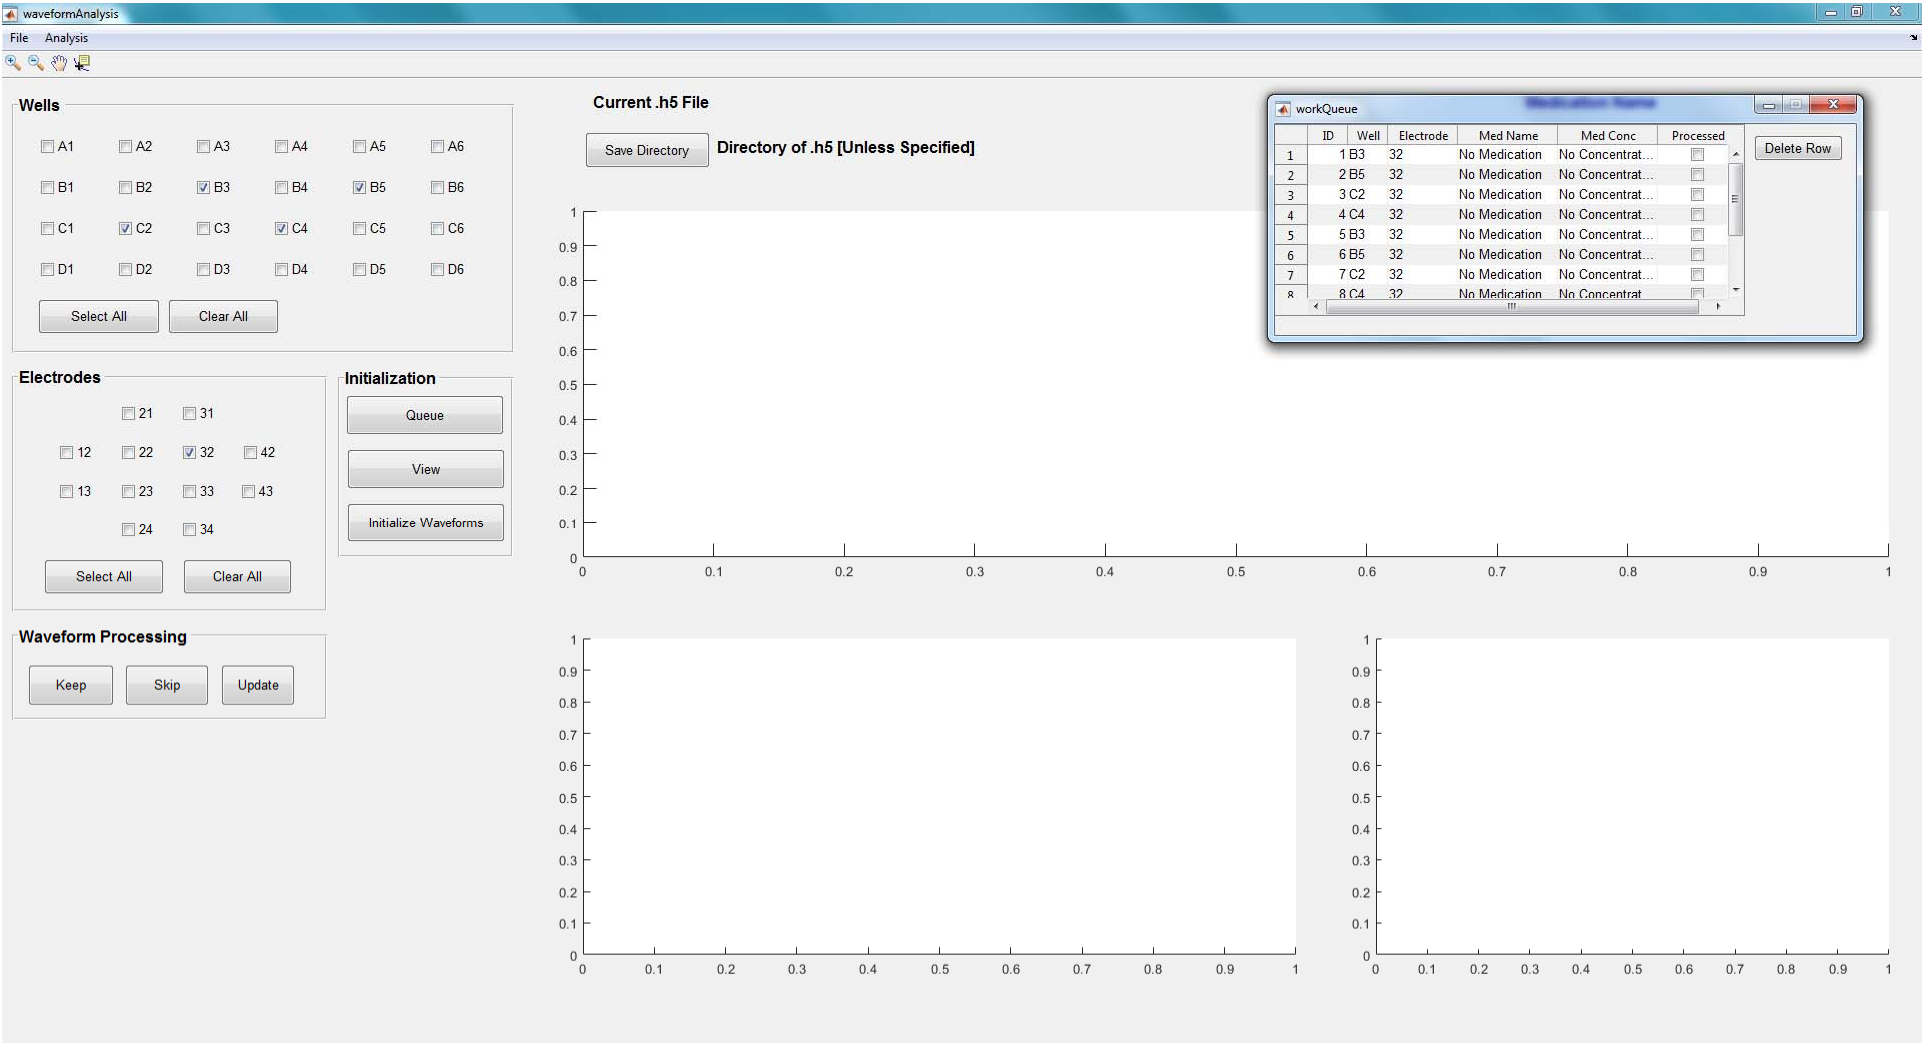 waveformAnalysis
File Analysis
Wells
A1 A2 A3 A4 A5 A6
B1 B2 B3 B4 B5 B6
C1 C2 C3 C4 C5 C6
D1 D2 D3 D4 D5 D6
Select All Clear All
Electrodes
21 31
12 22 32 42
13 23 33 43
24 34
Select All Clear All
Initialization
Queue
View
Initialize Waveforms
Waveform Processing
Keep Skip Update
Current .h5 File
Save Directory Directory of .h5 [Unless Specified]
Medication Name
workQueue
ID Well Electrode Med Name Med Conc Processed
1 1 B3 32 No Medication No Concentrat...
2 2 B5 32 No Medication No Concentrat...
3 3 C2 32 No Medication No Concentrat...
4 4 C4 32 No Medication No Concentrat...
5 5 B3 32 No Medication No Concentrat...
6 6 B5 32 No Medication No Concentrat...
7 7 C2 32 No Medication No Concentrat...
8 8 C4 32 No Medication No Concentrat
Delete Row
1
0.9
0.8
0.7
0.6
0.5
0.4
0.3
0.2
0.1
0
0 0.1 0.2 0.3 0.4 0.5 0.6 0.7 0.8 0.9 1
1
0.9
0.8
0.7
0.6
0.5
0.4
0.3
0.2
0.1
0
0 0.1 0.2 0.3 0.4 0.5 0.6 0.7 0.8 0.9 1
1
0.9
0.8
0.7
0.6
0.5
0.4
0.3
0.2
0.1
0
0 0.1 0.2 0.3 0.4 0.5 0.6 0.7 0.8 0.9 1